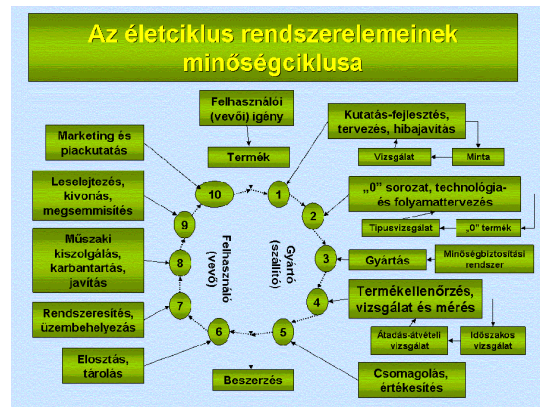 Az életciklus rendszerelemeinek
minőségciklusa
Felhasználói
(vevői) igény
Termék
Kutatás-fejlesztés,
tervezés, hibajavítás
Vizsgálat
Minta
„0” sorozat, technológia-
és folyamattervezés
Tipusvizsgálat
„0” termék
Gyártás
Minőségbiztosítási
rendszer
Termékellenőrzés,
vizsgálat és mérés
Átadás-átvételi
vizsgálat
Időszakos
vizsgálat
Csomagolás,
értékesítés
Beszerzés
Elosztás,
tárolás
Rendszeresítés,
üzembehelyezés
Műszaki
kiszolgálás,
karbantartás,
javítás
Leselejtezés,
kivonás,
megsemmisítés
Marketing és
piackutatás
1
2
3
4
5
6
7
8
9
10
Gyártó
(szállító)
Felhasználó
(vevő)